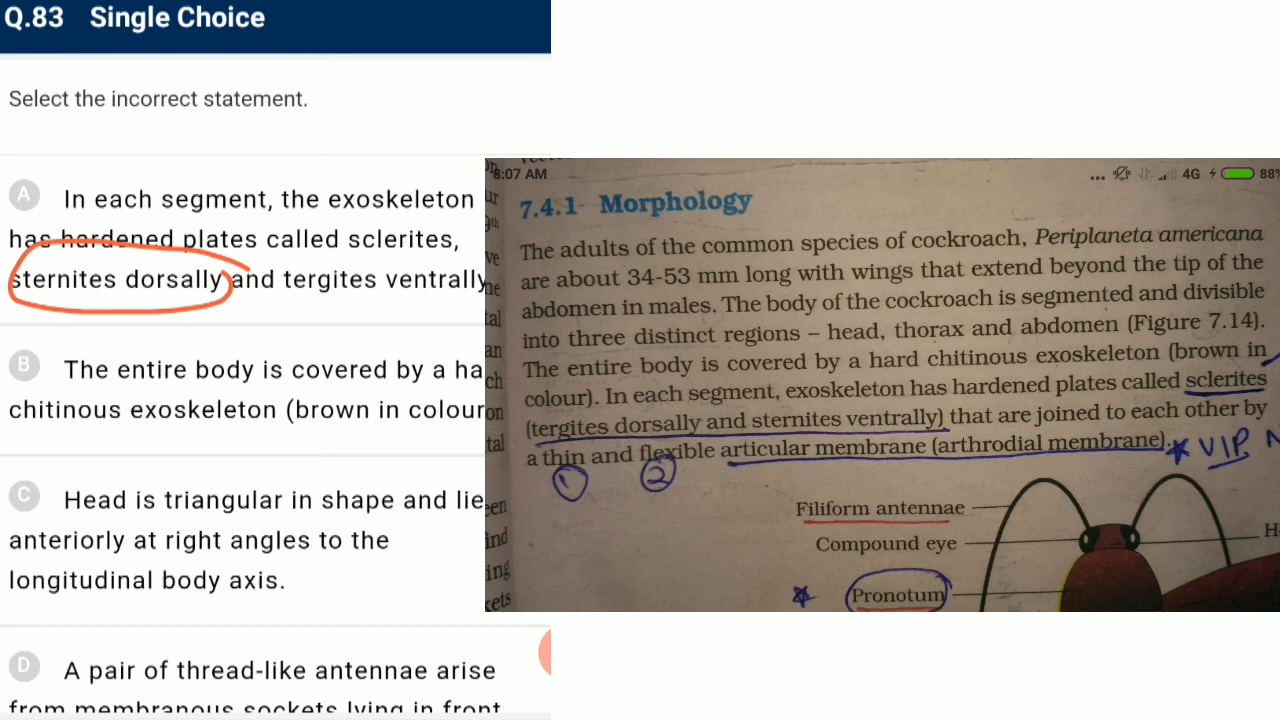 Q.83 Single Choice
Select the incorrect statement.
A In each segment, the exoskeleton
has hardened plates called sclerites,
sternites dorsally and tergites ventrally
B The entire body is covered by a ha
chitinous exoskeleton (brown in colour
C Head is triangular in shape and lie
anteriorly at right angles to the
longitudinal body axis.
D A pair of thread-like antennae arise
from membranous sockets lying in front
8:07 AM ... 4G 88%
7.4.1 Morphology
The adults of the common species of cockroach, Periplaneta americana
are about 34-53 mm long with wings that extend beyond the tip of the
abdomen in males. The body of the cockroach is segmented and divisible
into three distinct regions – head, thorax and abdomen (Figure 7.14).
The entire body is covered by a hard chitinous exoskeleton (brown in
colour). In each segment, exoskeleton has hardened plates called sclerites
(tergites dorsally and sternites ventrally) that are joined to each other by
a thin and flexible articular membrane (arthrodial membrane). VIP
1 2
Filiform antennae
Compound eye
Pronotum